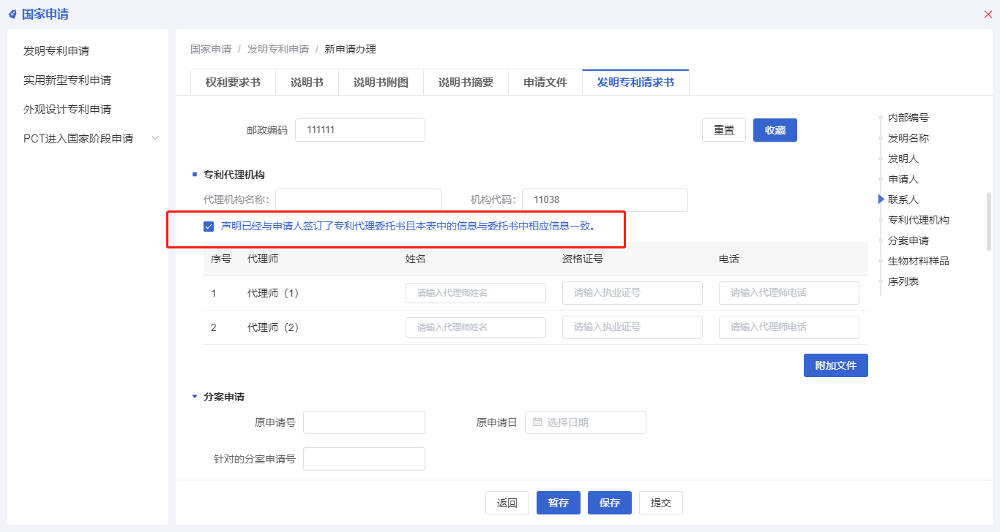 国家申请
发明专利申请
实用新型专利申请
外观设计专利申请
PCT进入国家阶段申请
国家申请 / 发明专利申请 / 新申请办理
权利要求书 说明书 说明书附图 说明书摘要 申请文件 发明专利请求书
邮政编码 111111 重置 收藏
专利代理机构
代理机构名称: 机构代码: 11038
声明已经与申请人签订了专利代理委托书且本表中的信息与委托书中相应信息一致。
序号 代理师 姓名 资格证号 电话
1 代理师（1） 请输入代理师姓名 请输入执业证号 请输入代理师电话
2 代理师（2） 请输入代理师姓名 请输入执业证号 请输入代理师电话
附加文件
分案申请
原申请号 原申请日 选择日期
针对的分案申请号
返回 暂存 保存 提交
内部编号
发明名称
发明人
申请人
联系人
专利代理机构
分案申请
生物材料样品
序列表